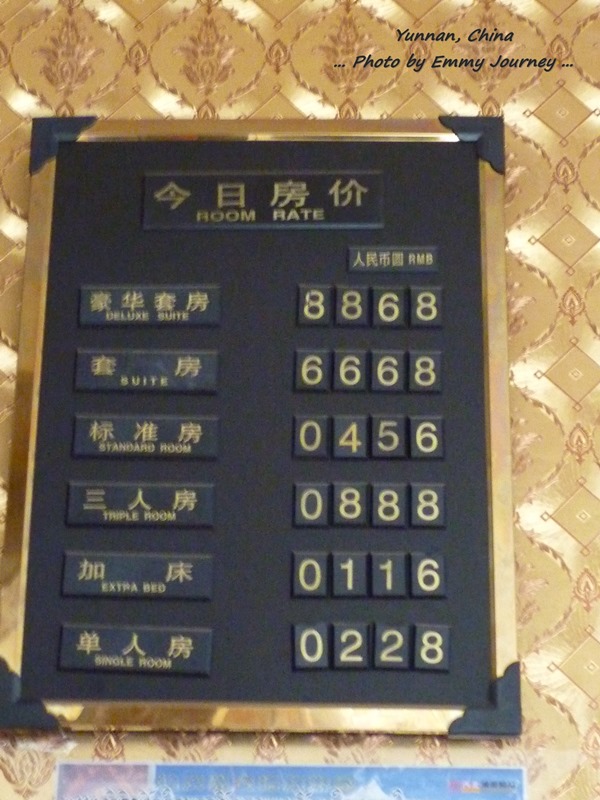 Yunnan, China
... Photo by Emmy Journey ...
今日房价
ROOM RATE
人民币圆 RMB
豪华套房 8868
DELUXE SUITE
套房 6668
SUITE
标准房 0456
STANDARD ROOM
三人房 0888
TRIPLE ROOM
加床 0116
EXTRA BED
单人房 0228
SINGLE ROOM